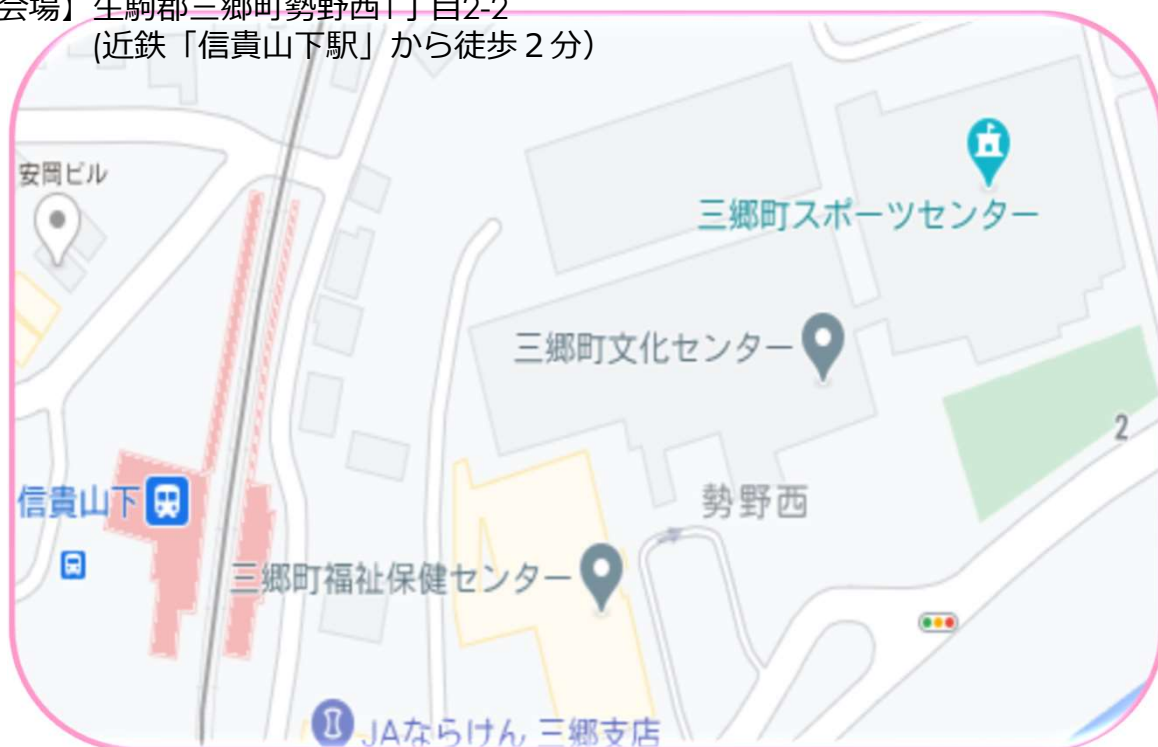 会場】生駒郡三郷町勢野西1丁目2-2
(近鉄「信貴山下駅」から徒歩２分）
安岡ビル
三郷町スポーツセンター
三郷町文化センター
2
信貴山下
勢野西
三郷町福祉保健センター
JAならけん 三郷支店